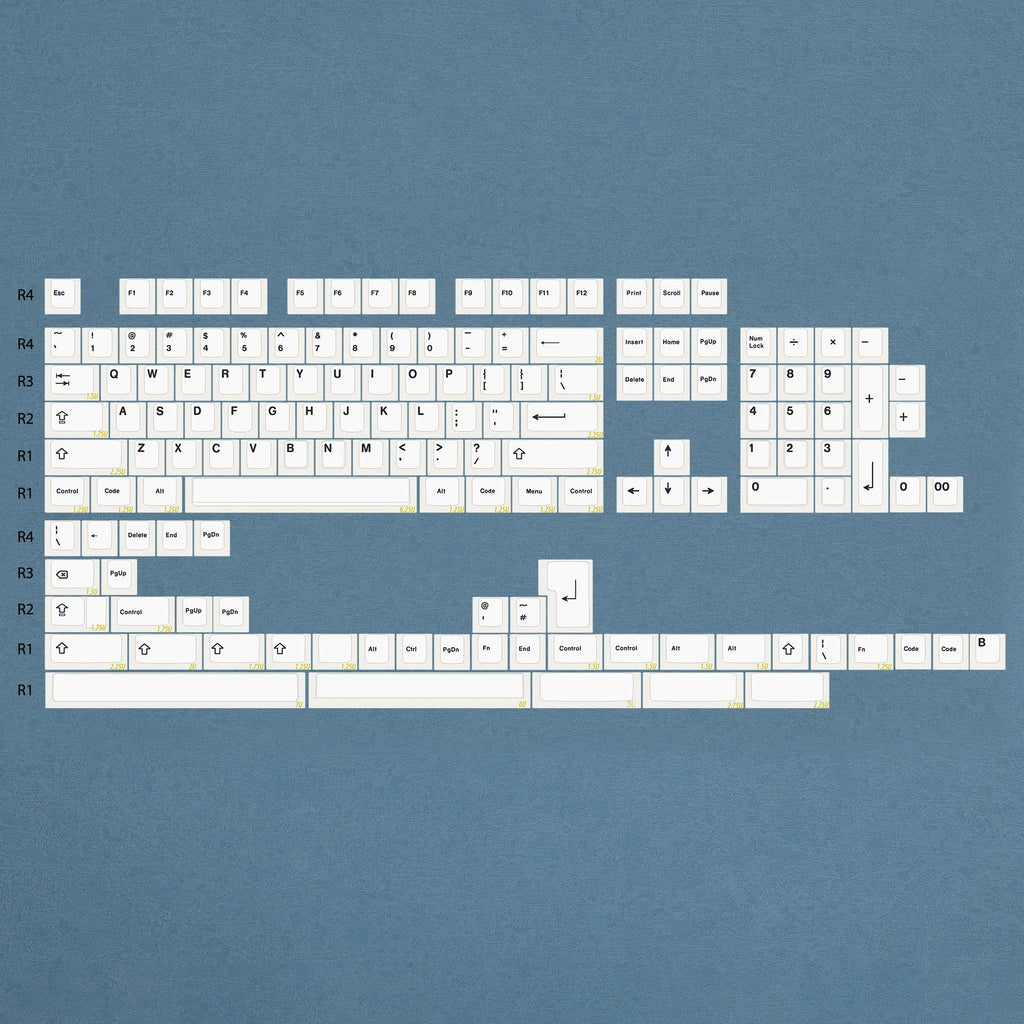 R4 Esc F1 F2 F3 F4 F5 F6 F7 F8 F9 F10 F11 F12 Print Scroll Pause
R4 ~ ` ! 1 @ 2 # 3 $ 4 % 5 ^ 6 & 7 * 8 ( 9 ) 0 _ - + = ← 2U Insert Home PgUp Num Lock ÷ × −
R3 1.5U Q W E R T Y U I O P { [ } ] ¦ \ 1.5U Delete End PgDn 7 8 9 + −
R2 1.75U A S D F G H J K L : ; " ' 2.25U 4 5 6 +
R1 2.25U Z X C V B N M < , > . ? / 2.75U ↑ 1 2 3
R1 Control 1.25U Code 1.25U Alt 1.25U 6.25U Alt 1.25U Code 1.25U Menu 1.25U Control 1.25U ← ↓ → 0 . 0 00
R4 ¦ \ ← Delete End PgDn
R3 1.5U PgUp
R2 1.75U Control 1.75U PgUp PgDn @ ' ~ #
R1 2.25U 2U 1.75U 1.25U 1.25U Alt Ctrl PgDn Fn End Control 1.5U Control 1.5U Alt 1.5U Alt 1.5U ¦ \ Fn 1.25U Code Code B
R1 7U 6U 3U 2.75U 2.25U